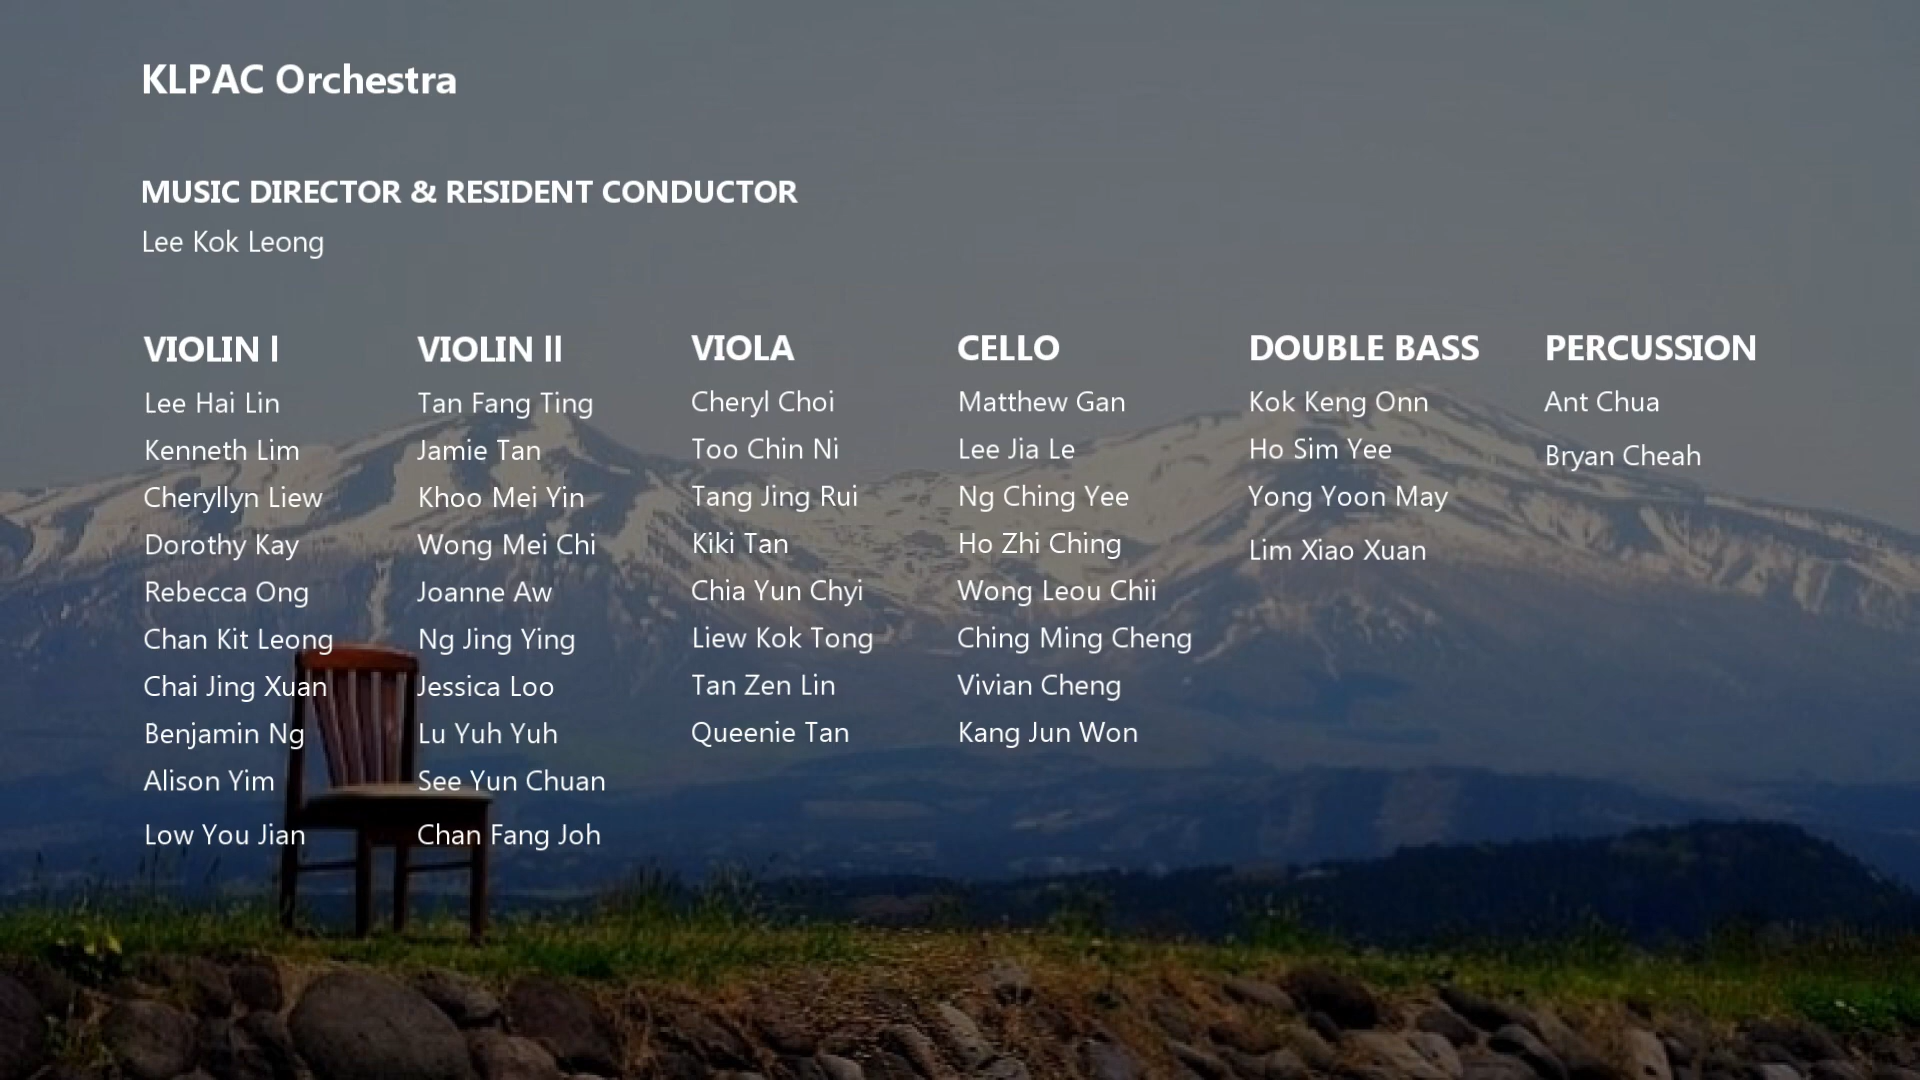 KLPAC Orchestra
MUSIC DIRECTOR & RESIDENT CONDUCTOR
Lee Kok Leong
VIOLIN I
Lee Hai Lin
Kenneth Lim
Cheryllyn Liew
Dorothy Kay
Rebecca Ong
Chan Kit Leong
Chai Jing Xuan
Benjamin Ng
Alison Yim
Low You Jian
VIOLIN II
Tan Fang Ting
Jamie Tan
Khoo Mei Yin
Wong Mei Chi
Joanne Aw
Ng Jing Ying
Jessica Loo
Lu Yuh Yuh
See Yun Chuan
Chan Fang Joh
VIOLA
Cheryl Choi
Too Chin Ni
Tang Jing Rui
Kiki Tan
Chia Yun Chyi
Liew Kok Tong
Tan Zen Lin
Queenie Tan
CELLO
Matthew Gan
Lee Jia Le
Ng Ching Yee
Ho Zhi Ching
Wong Leou Chii
Ching Ming Cheng
Vivian Cheng
Kang Jun Won
DOUBLE BASS
Kok Keng Onn
Ho Sim Yee
Yong Yoon May
Lim Xiao Xuan
PERCUSSION
Ant Chua
Bryan Cheah